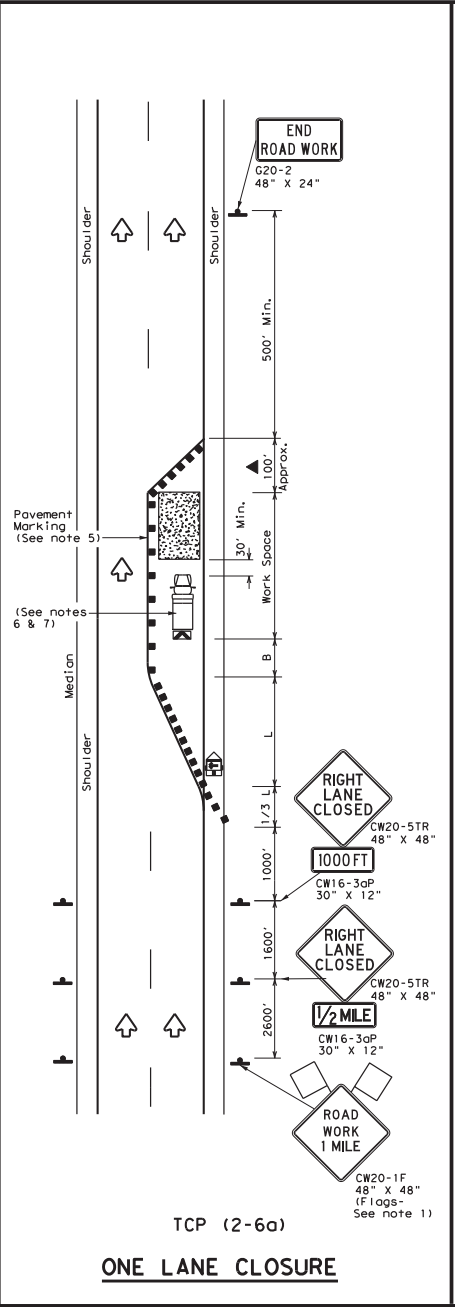 END
ROAD WORK
G20-2
48" X 24"
Shoulder
Shoulder
500' Min.
100'
Approx.
Pavement
Marking
(See note 5)
30' Min.
Work Space
(See notes
6 & 7)
B
Median
L
Shoulder
1/3 L
RIGHT
LANE
CLOSED
CW20-5TR
48" X 48"
1000'
1000 FT
CW16-3aP
30" X 12"
1600'
RIGHT
LANE
CLOSED
CW20-5TR
48" X 48"
2600'
1/2 MILE
CW16-3aP
30" X 12"
ROAD
WORK
1 MILE
CW20-1F
48" X 48"
(Flags-
See note 1)
TCP (2-6a)
ONE LANE CLOSURE